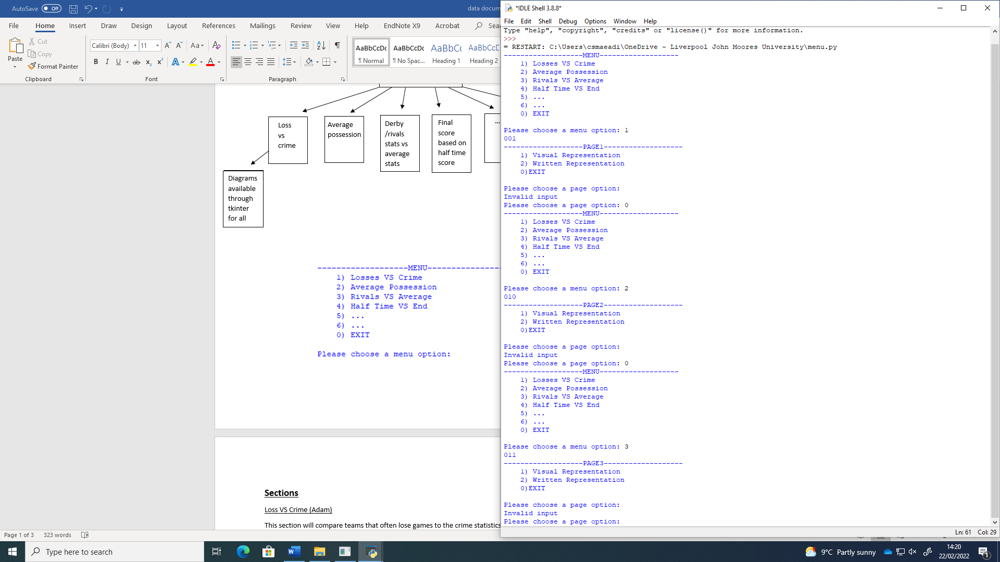 AutoSave Off
data docum
File Home Insert Draw Design Layout References Mailings Review View Help EndNote X9 Acrobat Sear
Paste
Cut
Copy
Format Painter
Clipboard
Calibri (Body) 11
Font
Paragraph
AaBbCcDc AaBbCcDc AaBbCc AaBbCcD
¶ Normal ¶ No Spac... Heading 1 Heading 2
Loss
vs
crime
Average
possession
Derby
/rivals
stats vs
average
stats
Final
score
based on
half time
score
...
Diagrams
available
through
tkinter
for all
-------------------MENU----------------
1) Losses VS Crime
2) Average Possession
3) Rivals VS Average
4) Half Time VS End
5) ...
6) ...
0) EXIT
Please choose a menu option:
Sections
Loss VS Crime (Adam)
This section will compare teams that often lose games to the crime statistics
Page 1 of 3 323 words
*IDLE Shell 3.8.8*
File Edit Shell Debug Options Window Help
Type "help", "copyright", "credits" or "license()" for more information.
>>>
= RESTART: C:\Users\csmaeadi\OneDrive - Liverpool John Moores University\menu.py
-------------------MENU-------------------
1) Losses VS Crime
2) Average Possession
3) Rivals VS Average
4) Half Time VS End
5) ...
6) ...
0) EXIT
Please choose a menu option: 1
001
-------------------PAGE1-------------------
1) Visual Representation
2) Written Representation
0)EXIT
Please choose a page option:
Invalid input
Please choose a page option: 0
-------------------MENU-------------------
1) Losses VS Crime
2) Average Possession
3) Rivals VS Average
4) Half Time VS End
5) ...
6) ...
0) EXIT
Please choose a menu option: 2
010
-------------------PAGE2-------------------
1) Visual Representation
2) Written Representation
0)EXIT
Please choose a page option:
Invalid input
Please choose a page option: 0
-------------------MENU-------------------
1) Losses VS Crime
2) Average Possession
3) Rivals VS Average
4) Half Time VS End
5) ...
6) ...
0) EXIT
Please choose a menu option: 3
011
-------------------PAGE3-------------------
1) Visual Representation
2) Written Representation
0)EXIT
Please choose a page option:
Invalid input
Please choose a page option:
Ln: 61 Col: 29
Type here to search
9°C Partly sunny
14:20
22/02/2022
1